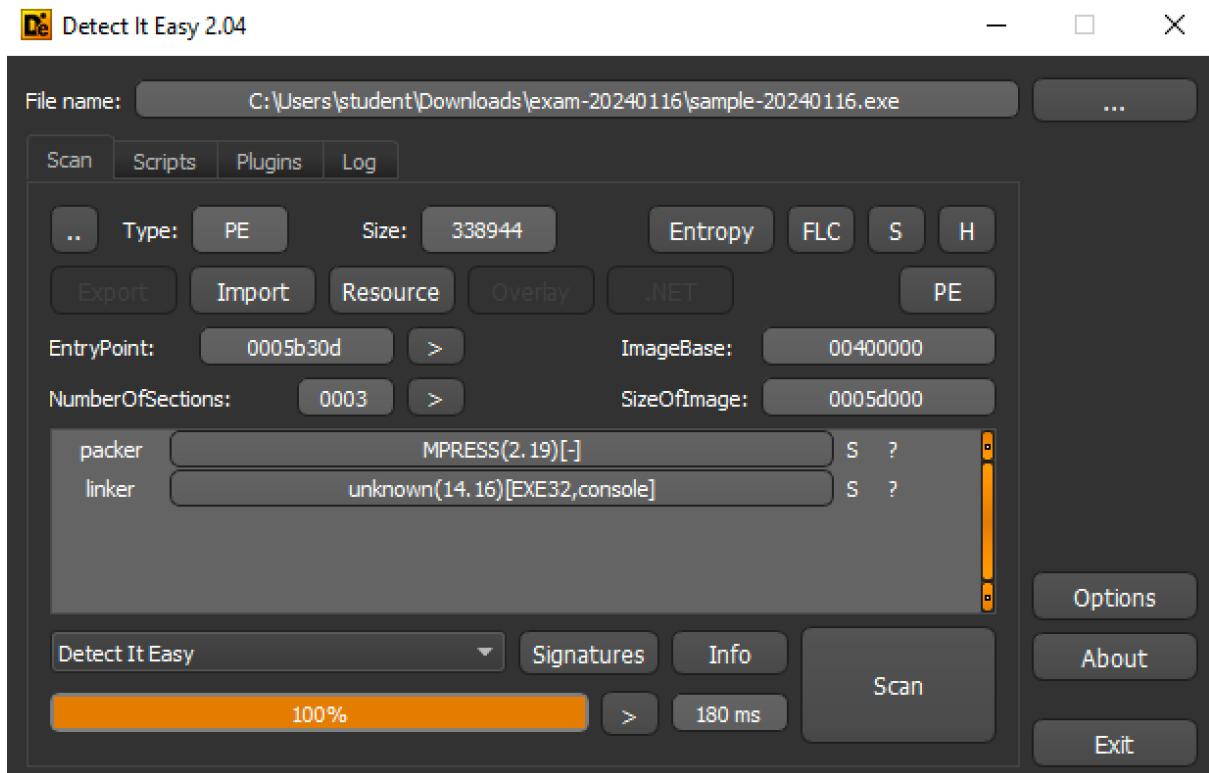 De Detect It Easy 2.04
File name: C:\Users\student\Downloads\exam-20240116\sample-20240116.exe ...
Scan Scripts Plugins Log
.. Type: PE Size: 338944 Entropy FLC S H
Export Import Resource Overlay .NET PE
EntryPoint: 0005b30d > ImageBase: 00400000
NumberOfSections: 0003 > SizeOfImage: 0005d000
packer MPRESS(2.19)[-] S ?
linker unknown(14.16)[EXE32,console] S ?
Options
Detect It Easy Signatures Info About
Scan
100% > 180 ms
Exit